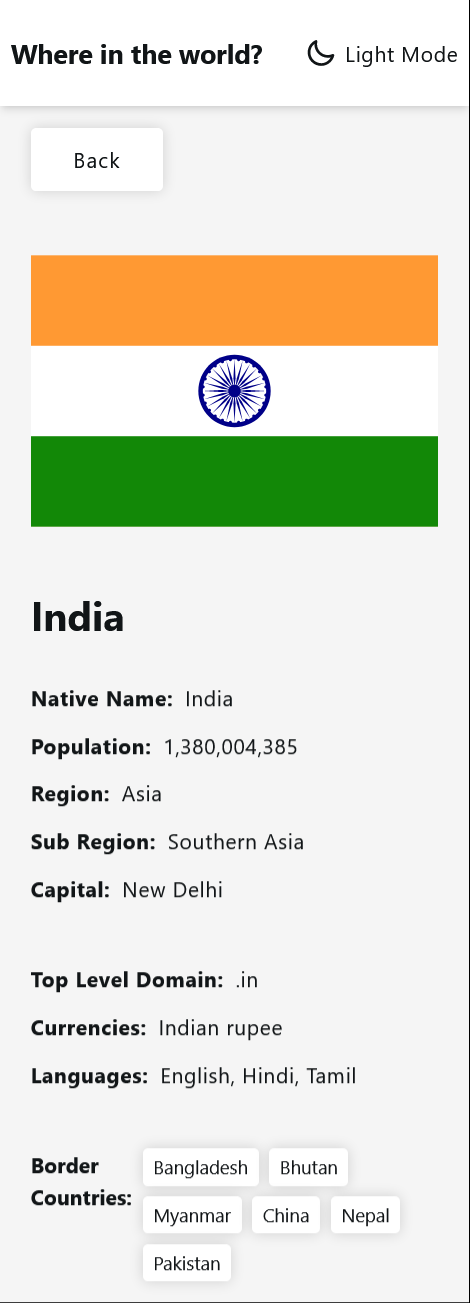 Where in the world? Light Mode
Back
India
Native Name: India
Population: 1,380,004,385
Region: Asia
Sub Region: Southern Asia
Capital: New Delhi
Top Level Domain: .in
Currencies: Indian rupee
Languages: English, Hindi, Tamil
Border Countries:
Bangladesh Bhutan
Myanmar China Nepal
Pakistan